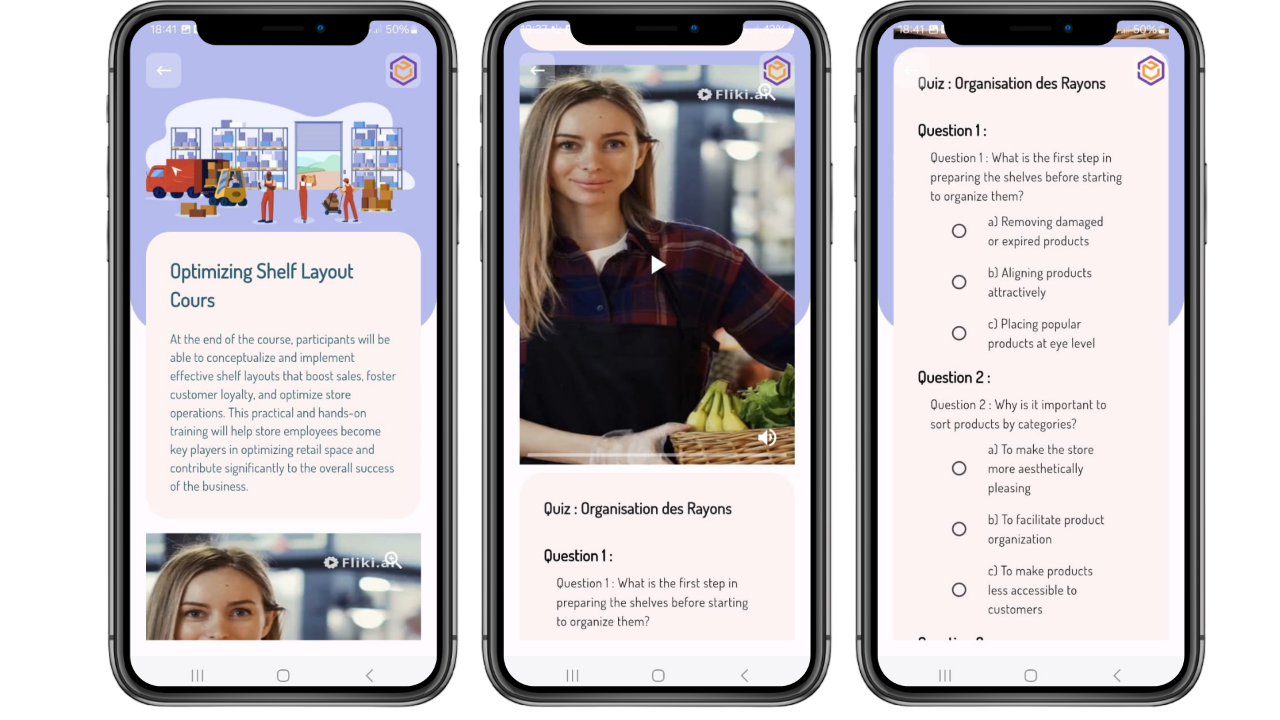 18:41
50%
Optimizing Shelf Layout
Cours
At the end of the course, participants will be
able to conceptualize and implement
effective shelf layouts that boost sales, foster
customer loyalty, and optimize store
operations. This practical and hands-on
training will help store employees become
key players in optimizing retail space and
contribute significantly to the overall success
of the business.
Fliki.ai
Fliki.ai
Quiz : Organisation des Rayons
Question 1 :
Question 1 : What is the first step in
preparing the shelves before starting
to organize them?
18:41
50%
Quiz : Organisation des Rayons
Question 1 :
Question 1 : What is the first step in
preparing the shelves before starting
to organize them?
a) Removing damaged
or expired products
b) Aligning products
attractively
c) Placing popular
products at eye level
Question 2 :
Question 2 : Why is it important to
sort products by categories?
a) To make the store
more aesthetically
pleasing
b) To facilitate product
organization
c) To make products
less accessible to
customers